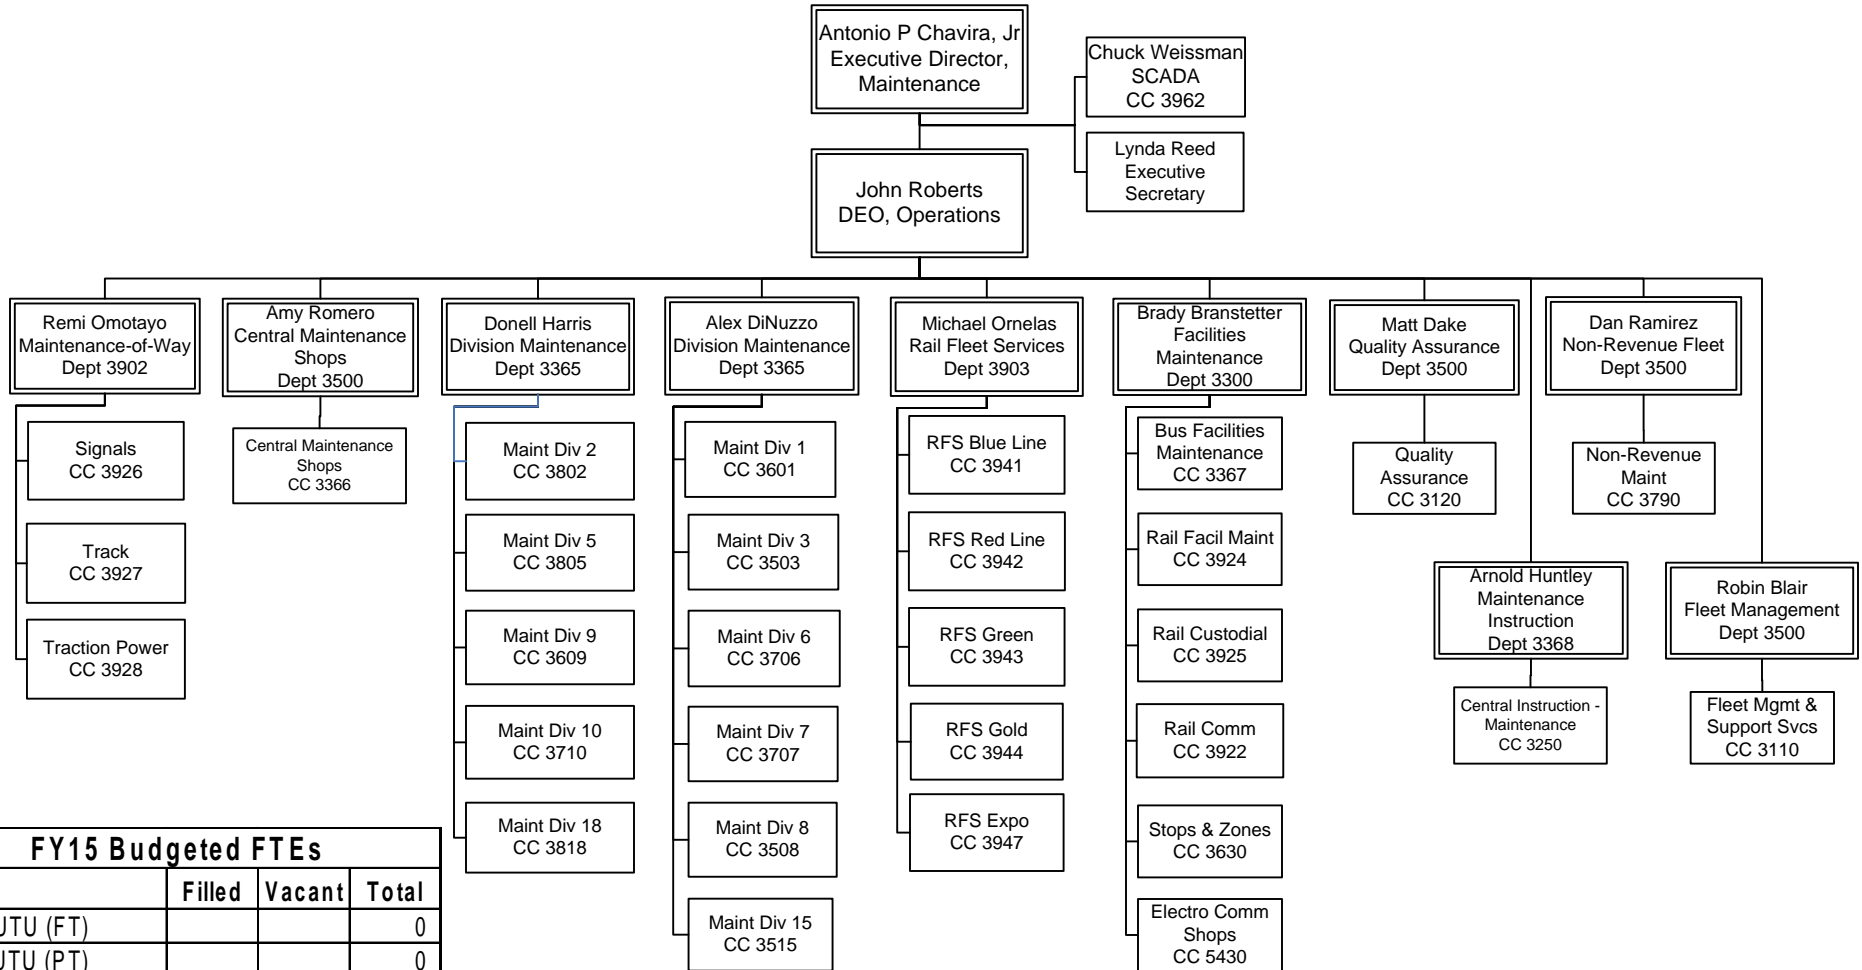 Antonio P Chavira, Jr
Executive Director,
Maintenance
Chuck Weissman
SCADA
CC 3962
Lynda Reed
Executive
Secretary
John Roberts
DEO, Operations
Remi Omotayo
Maintenance-of-Way
Dept 3902
Signals
CC 3926
Track
CC 3927
Traction Power
CC 3928
Amy Romero
Central Maintenance
Shops
Dept 3500
Central Maintenance
Shops
CC 3366
Donell Harris
Division Maintenance
Dept 3365
Maint Div 2
CC 3802
Maint Div 5
CC 3805
Maint Div 9
CC 3609
Maint Div 10
CC 3710
Maint Div 18
CC 3818
Alex DiNuzzo
Division Maintenance
Dept 3365
Maint Div 1
CC 3601
Maint Div 3
CC 3503
Maint Div 6
CC 3706
Maint Div 7
CC 3707
Maint Div 8
CC 3508
Maint Div 15
CC 3515
Michael Ornelas
Rail Fleet Services
Dept 3903
RFS Blue Line
CC 3941
RFS Red Line
CC 3942
RFS Green
CC 3943
RFS Gold
CC 3944
RFS Expo
CC 3947
Brady Branstetter
Facilities
Maintenance
Dept 3300
Bus Facilities
Maintenance
CC 3367
Rail Facil Maint
CC 3924
Rail Custodial
CC 3925
Rail Comm
CC 3922
Stops & Zones
CC 3630
Electro Comm
Shops
CC 5430
Matt Dake
Quality Assurance
Dept 3500
Quality
Assurance
CC 3120
Dan Ramirez
Non-Revenue Fleet
Dept 3500
Non-Revenue
Maint
CC 3790
Arnold Huntley
Maintenance
Instruction
Dept 3368
Central Instruction -
Maintenance
CC 3250
Robin Blair
Fleet Management
Dept 3500
Fleet Mgmt &
Support Svcs
CC 3110
FY15 Budgeted FTEs
Filled Vacant Total
UTU (FT) 0
UTU (PT) 0